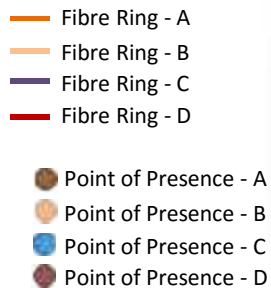 Fibre Ring - A
Fibre Ring - B
Fibre Ring - C
Fibre Ring - D
Point of Presence - A
Point of Presence - B
Point of Presence - C
Point of Presence - D